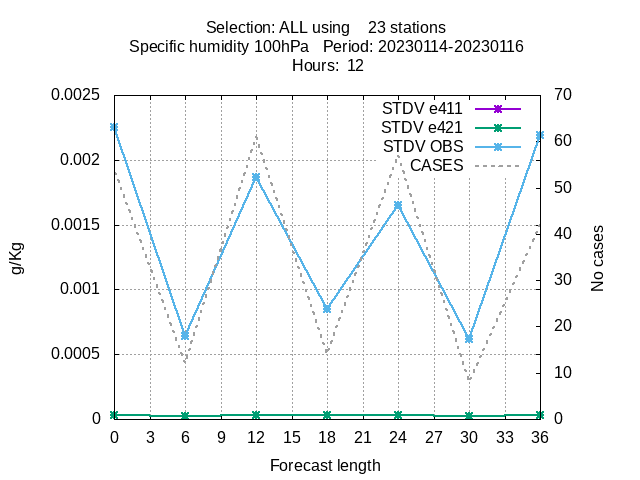 Selection: ALL using    23 stations
Specific humidity 100hPa   Period: 20230114-20230116
Hours:  12
0.0025
0.002
0.0015
0.001
0.0005
0
g/Kg
STDV e411
STDV e421
STDV OBS
CASES
70
60
50
40
30
20
10
0
No cases
0 3 6 9 12 15 18 21 24 27 30 33 36
Forecast length